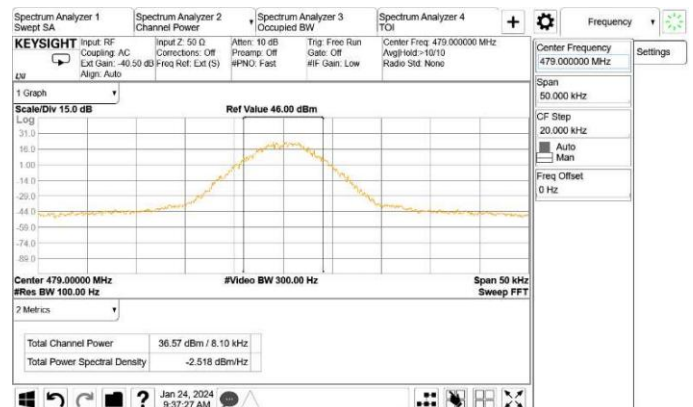 Spectrum Analyzer 1
Swept SA
Spectrum Analyzer 2
Channel Power
Spectrum Analyzer 3
Occupied BW
Spectrum Analyzer 4
TOI
+
Frequency
KEYSIGHT
Input: RF
Coupling: AC
Ext Gain: -40.50 dB
Align: Auto
Input Z: 50 Ω
Corrections: Off
Freq Ref: Ext (S)
Atten: 10 dB
Preamp: Off
#PNO: Fast
Trig: Free Run
Gate: Off
#IF Gain: Low
Center Freq: 479.000000 MHz
Avg|Hold:>10/10
Radio Std: None
LXI
Center Frequency
479.000000 MHz
Settings
Span
50.000 kHz
CF Step
20.000 kHz
Auto
Man
Freq Offset
0 Hz
1 Graph
Scale/Div 15.0 dB
Ref Value 46.00 dBm
Log
31.0
16.0
1.00
-14.0
-29.0
-44.0
-59.0
-74.0
-89.0
Center 479.00000 MHz
#Video BW 300.00 Hz
Span 50 kHz
#Res BW 100.00 Hz
Sweep FFT
2 Metrics
Total Channel Power 36.57 dBm / 8.10 kHz
Total Power Spectral Density -2.518 dBm/Hz
?
Jan 24, 2024
9:37:27 AM